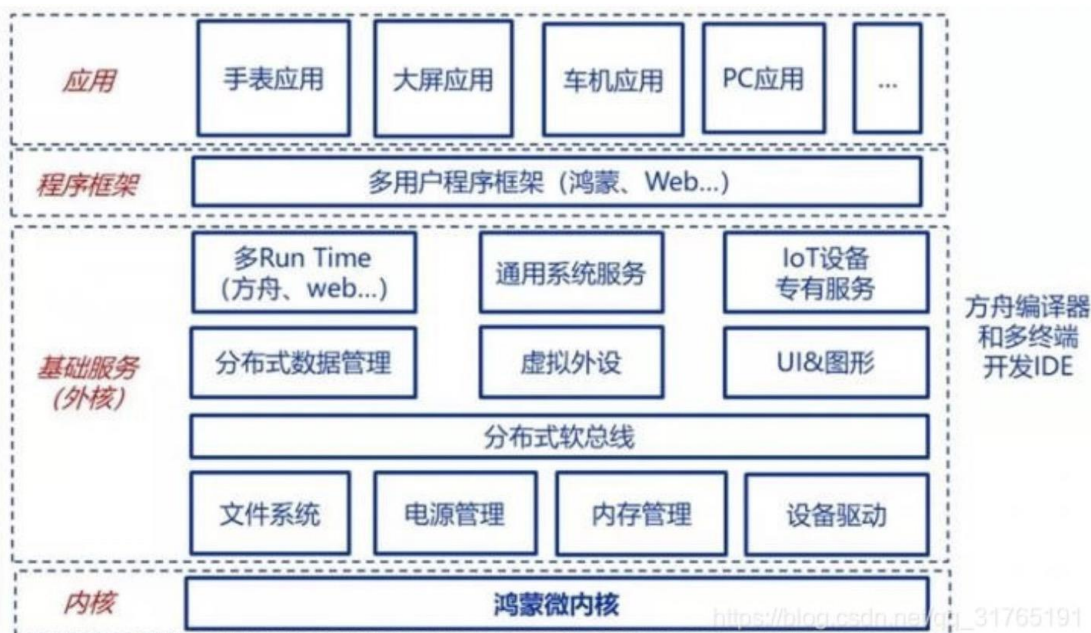 应用
手表应用
大屏应用
车机应用
PC应用
...
程序框架
多用户程序框架（鸿蒙、Web...）
基础服务
（外核）
多Run Time
（方舟、web...）
通用系统服务
IoT设备
专有服务
分布式数据管理
虚拟外设
UI&图形
分布式软总线
文件系统
电源管理
内存管理
设备驱动
方舟编译器
和多终端
开发IDE
内核
鸿蒙微内核
https://blog.csdn.net/qq_31765191